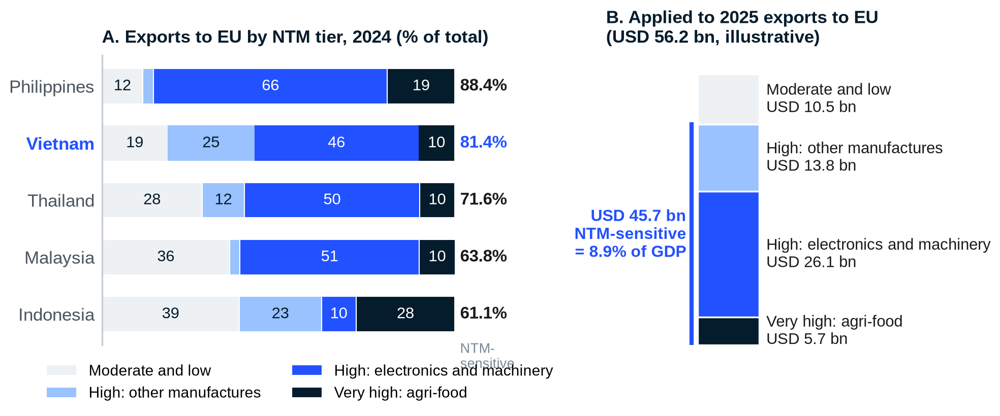 A. Exports to EU by NTM tier, 2024 (% of total)
Philippines 12 66 19 88.4%
Vietnam 19 25 46 10 81.4%
Thailand 28 12 50 10 71.6%
Malaysia 36 51 10 63.8%
Indonesia 39 23 10 28 61.1%
NTM-
sensitive
Moderate and low
High: other manufactures
High: electronics and machinery
Very high: agri-food
B. Applied to 2025 exports to EU
(USD 56.2 bn, illustrative)
USD 45.7 bn
NTM-sensitive
= 8.9% of GDP
Moderate and low
USD 10.5 bn
High: other manufactures
USD 13.8 bn
High: electronics and machinery
USD 26.1 bn
Very high: agri-food
USD 5.7 bn